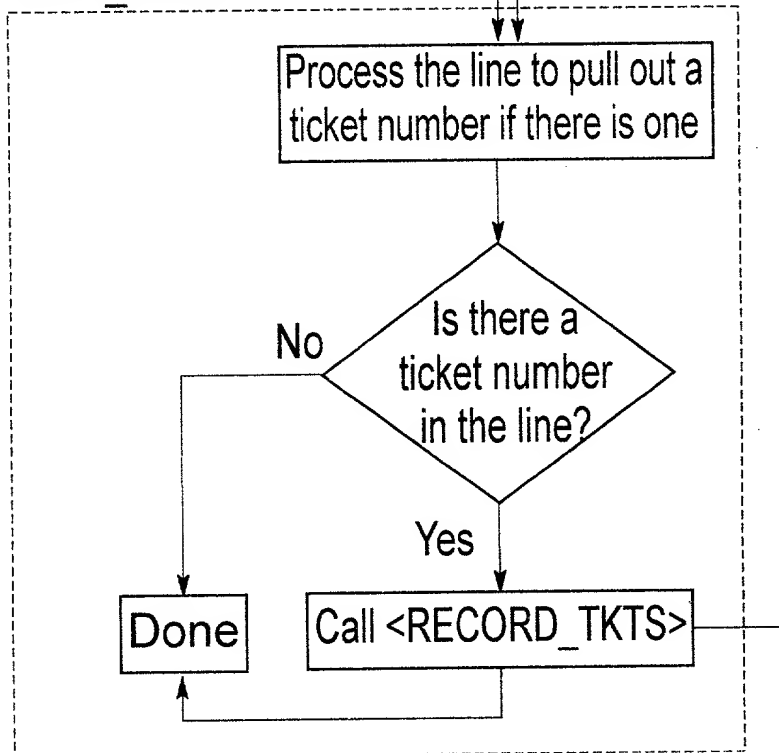 Process the line to pull out a
ticket number if there is one
Is there a
ticket number
in the line?
No
Yes
Done
Call <RECORD_TKTS>